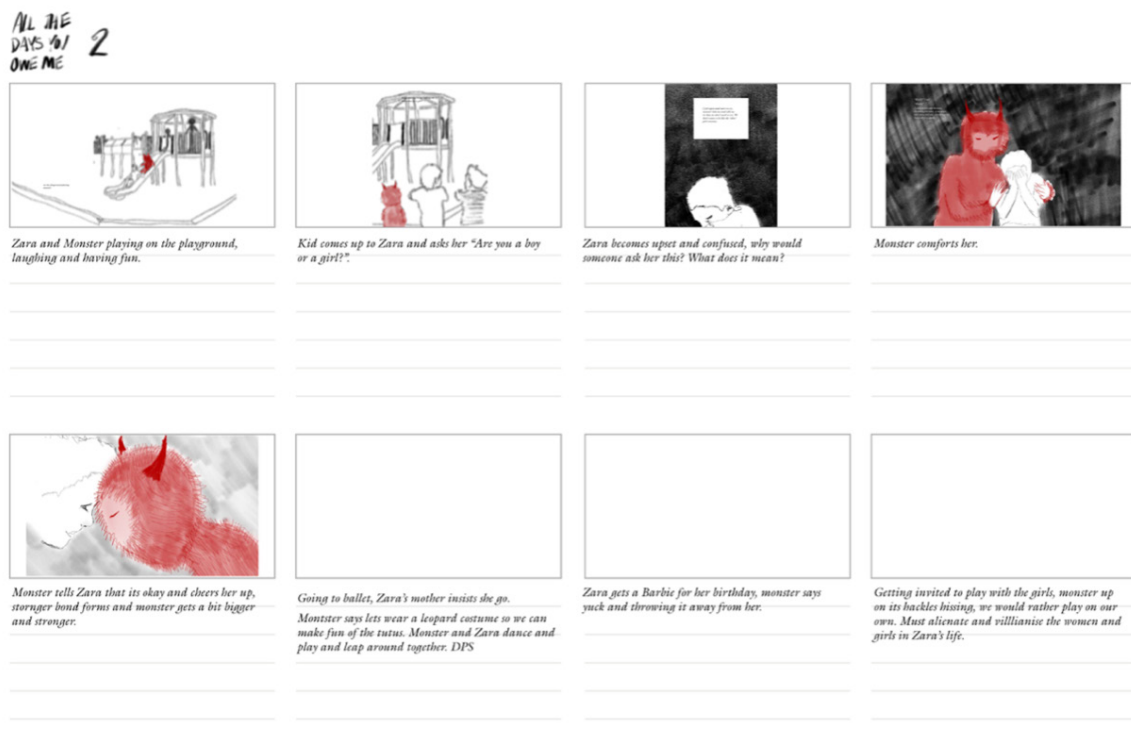 ALL THE
DAYS YOU
OWE ME
2
Zara and Monster playing on the playground,
laughing and having fun.
Kid comes up to Zara and asks her “Are you a boy
or a girl?”.
Zara becomes upset and confused, why would
someone ask her this? What does it mean?
Monster comforts her.
Monster tells Zara that its okay and cheers her up,
stornger bond forms and monster gets a bit bigger
and stronger.
Going to ballet, Zara’s mother insists she go.
Montster says lets wear a leopard costume so we can
make fun of the tutus. Monster and Zara dance and
play and leap around together. DPS
Zara gets a Barbie for her birthday, monster says
yuck and throwing it away from her.
Getting invited to play with the girls, monster up
on its hackles hissing, we would rather play on our
own. Must alienate and villlianise the women and
girls in Zara’s life.